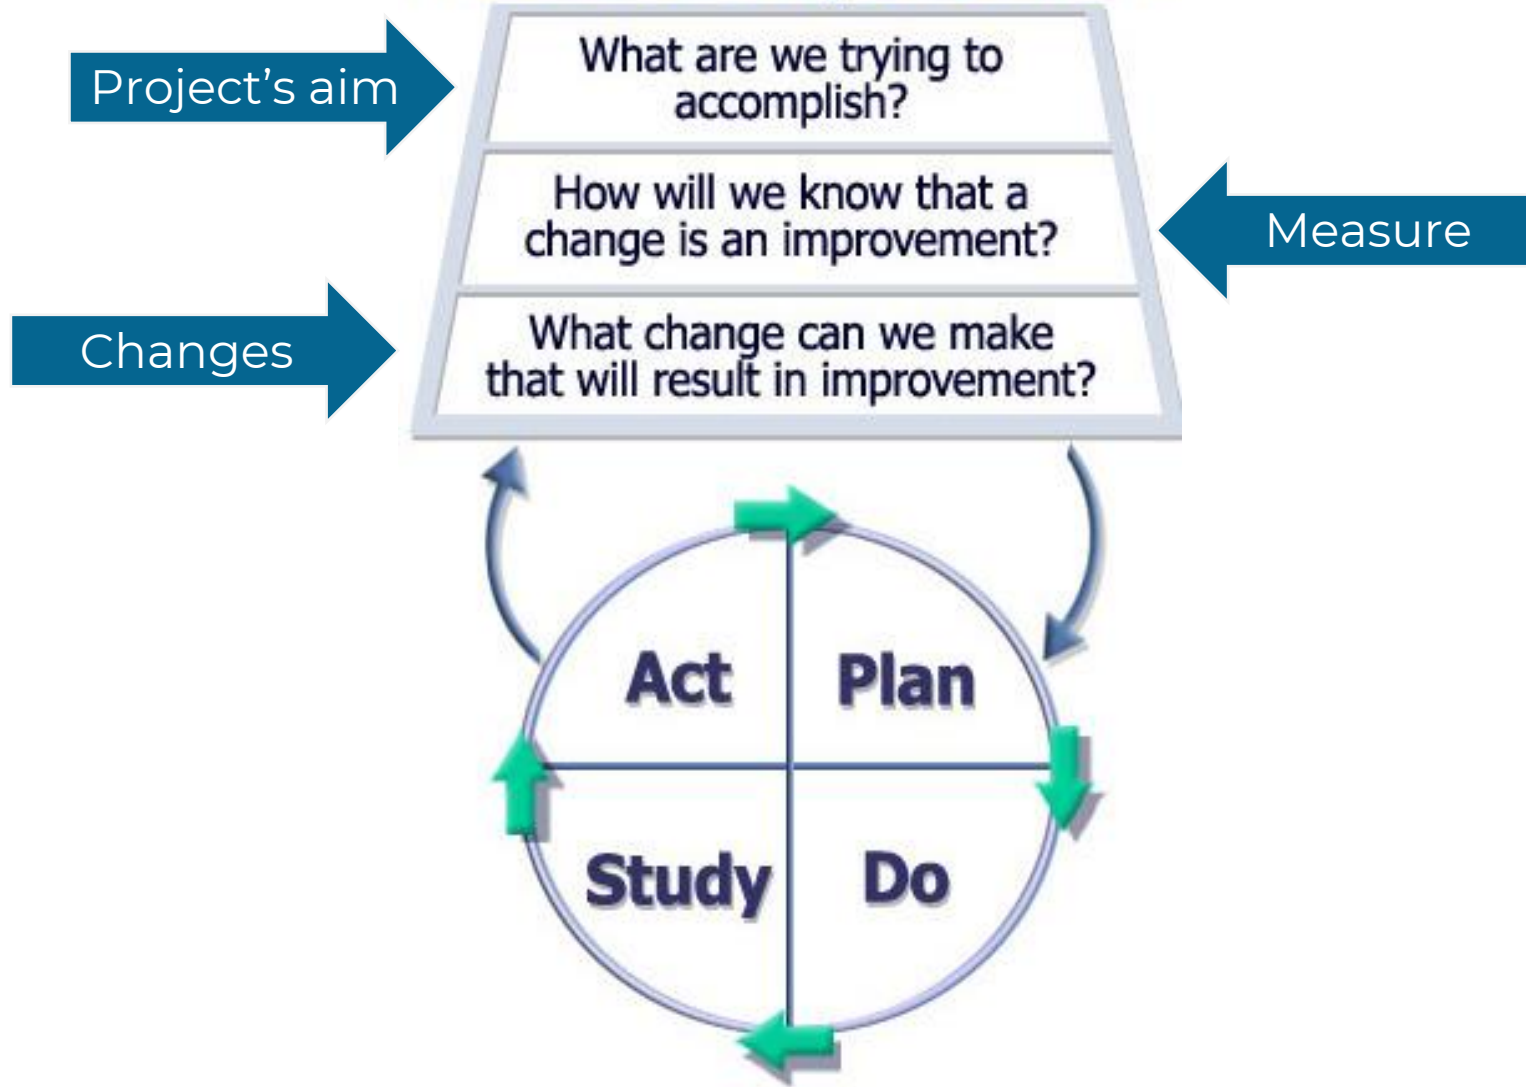 Project’s aim
What are we trying to
accomplish?
How will we know that a
change is an improvement?
Measure
Changes
What change can we make
that will result in improvement?
Act
Plan
Study
Do